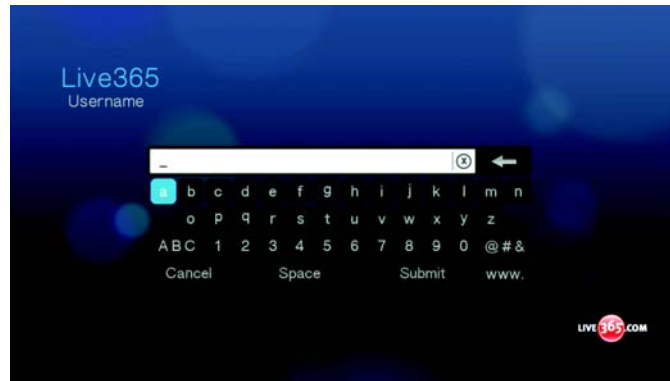 Live365
Username
_
a b c d e f g h i j k l m n
o p q r s t u v w x y z
ABC 1 2 3 4 5 6 7 8 9 0 @#&
Cancel Space Submit www.
LIVE365.COM